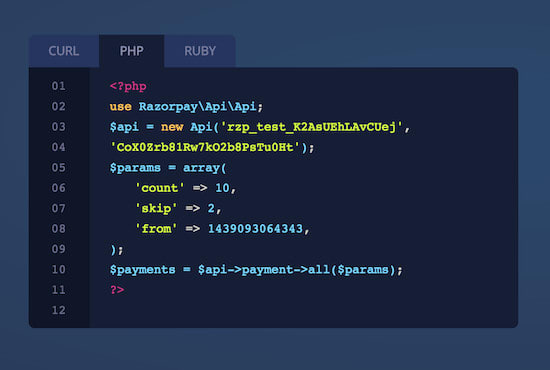 CURL PHP RUBY
01 <?php
02 use Razorpay\Api\Api;
03 $api = new Api('rzp_test_K2AsUEhLAvCUej',
04 'CoX0Zrb81Rw7kO2b8PsTu0Ht');
05 $params = array(
06 'count' => 10,
07 'skip' => 2,
08 'from' => 1439093064343,
09 );
10 $payments = $api->payment->all($params);
11 ?>
12